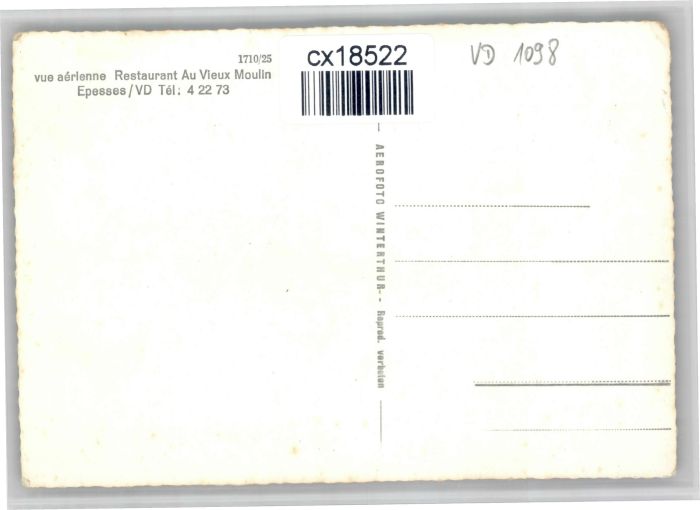 1710/25
vue aérienne Restaurant Au Vieux Moulin
Epesses/VD Tél: 4 22 73
cx18522
VD 1098
AEROFOTO WINTERTHUR - Reprod. verboten